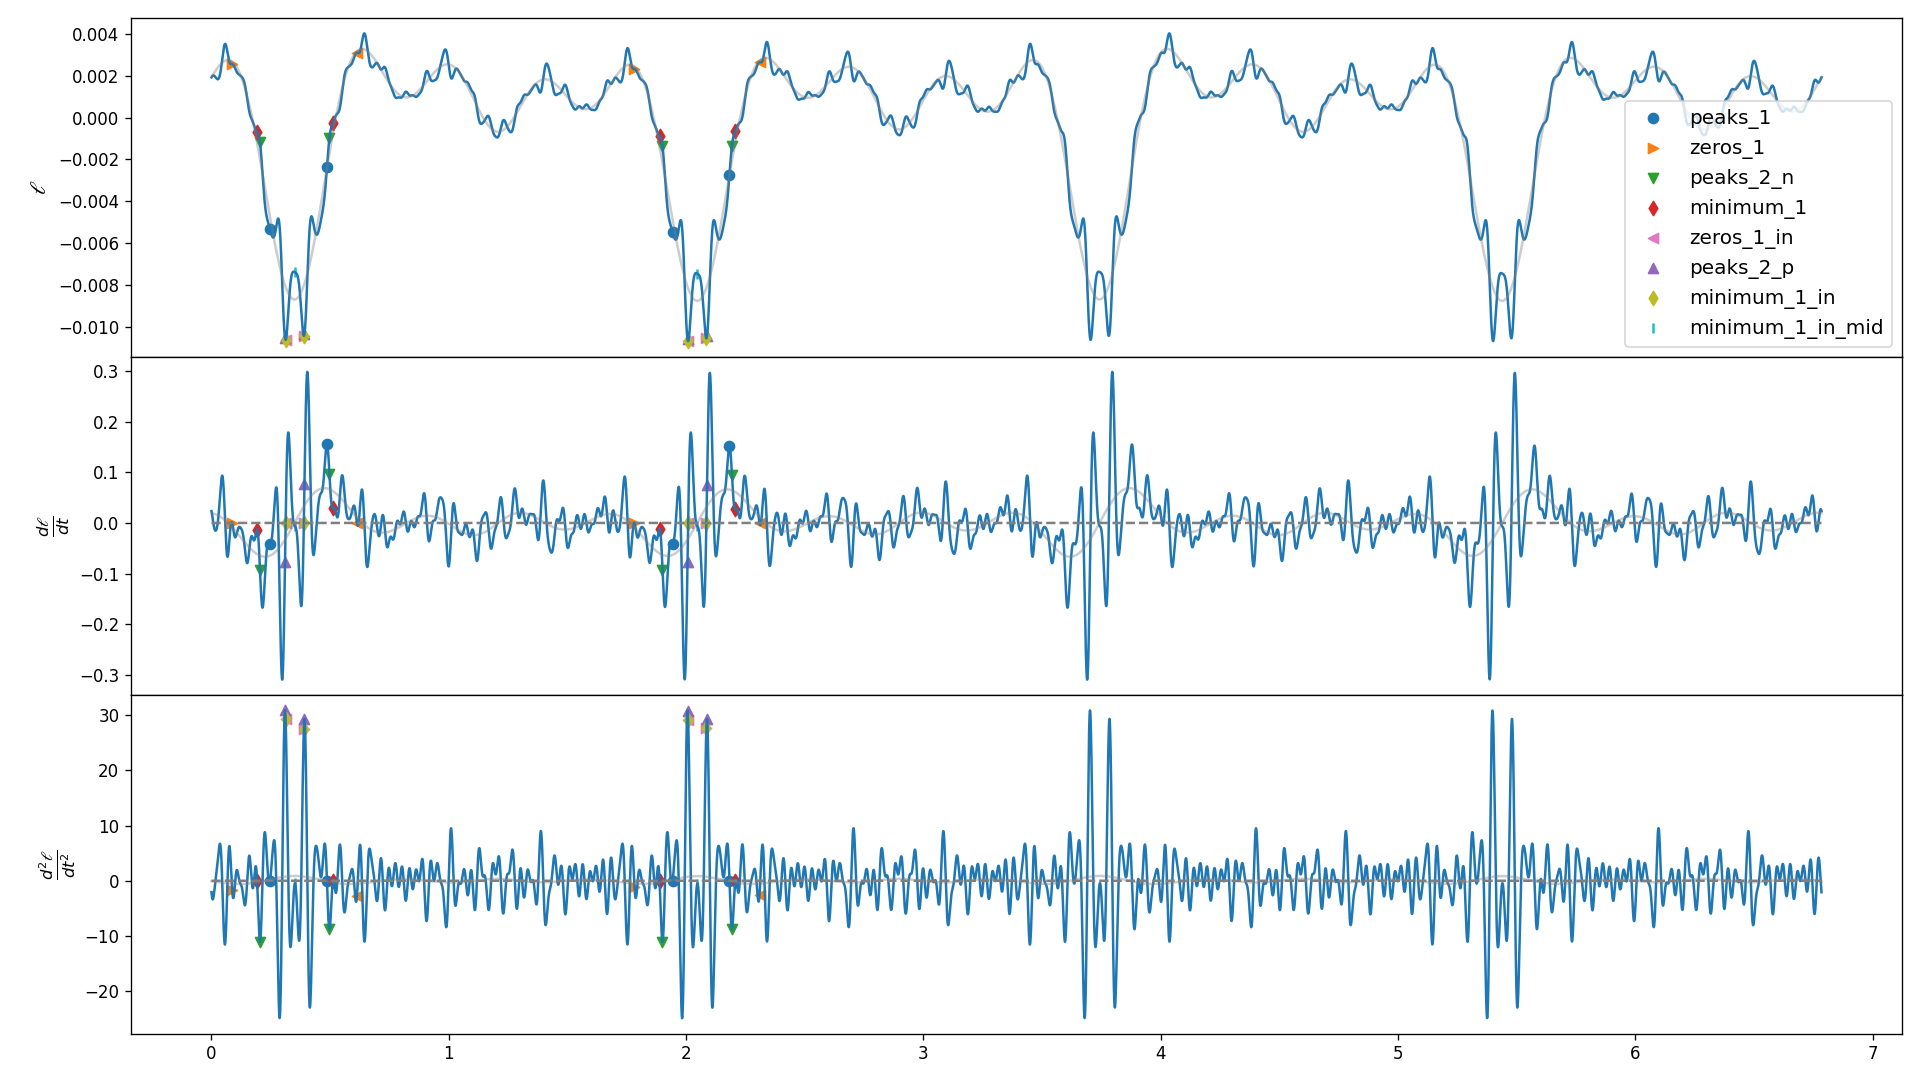 0.004
0.002
0.000
−0.002
−0.004
−0.006
−0.008
−0.010
ℓ
peaks_1
zeros_1
peaks_2_n
minimum_1
zeros_1_in
peaks_2_p
minimum_1_in
minimum_1_in_mid
0.3
0.2
0.1
0.0
−0.1
−0.2
−0.3
dℓ
dt
30
20
10
0
−10
−20
d²ℓ
dt²
0 1 2 3 4 5 6 7